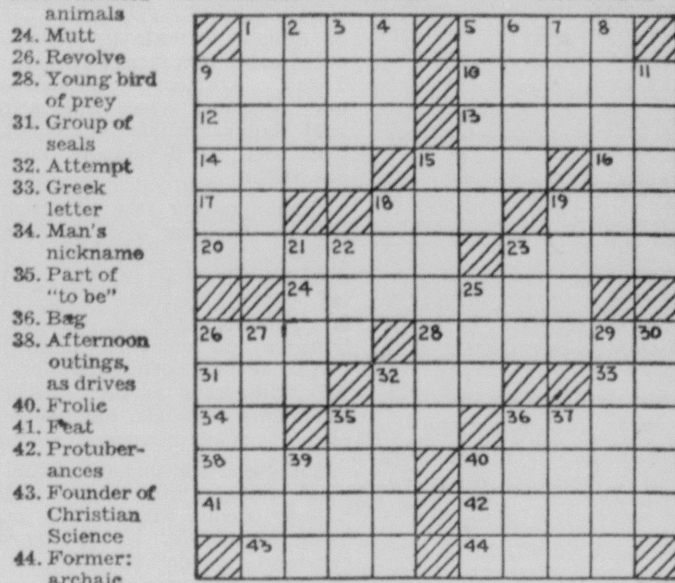 animals
24. Mutt
26. Revolve
28. Young bird
of prey
31. Group of
seals
32. Attempt
33. Greek
letter
34. Man's
nickname
35. Part of
"to be"
36. Bag
38. Afternoon
outings,
as drives
40. Frolic
41. Feat
42. Protuber-
ances
43. Founder of
Christian
Science
44. Former:
archaic
1 2 3 4 5 6 7 8
9 10 11
12 13
14 15 16
17 18 19
20 21 22 23
24 25
26 27 28 29 30
31 32 33
34 35 36 37
38 39 40
41 42
43 44